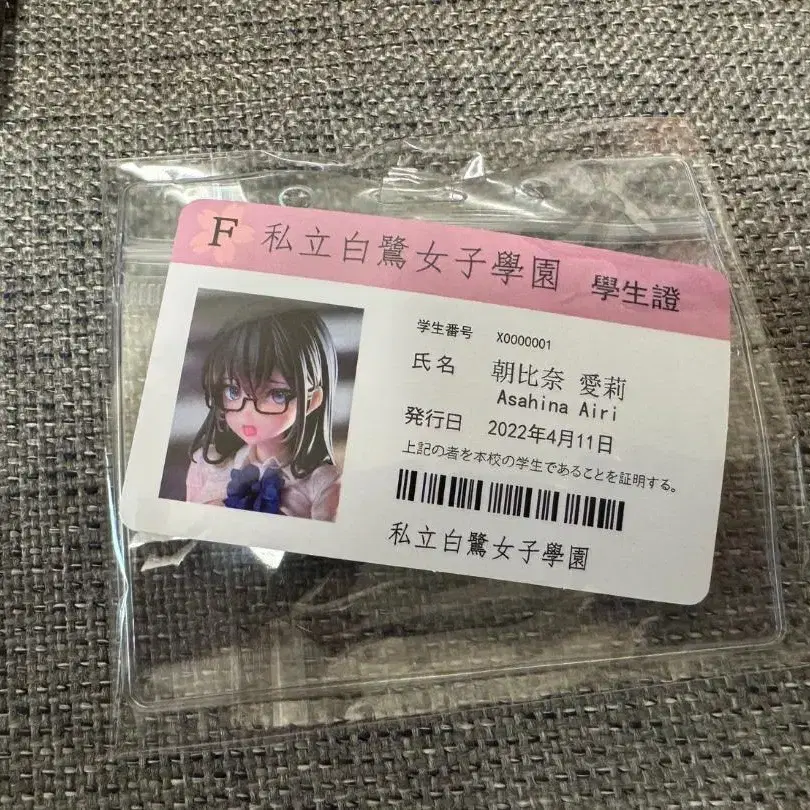 F 私立白鷺女子學園 學生證
学生番号 X0000001
氏名 朝比奈 愛莉
Asahina Airi
発行日 2022年4月11日
上記の者を本校の学生であることを証明する。
私立白鷺女子學園